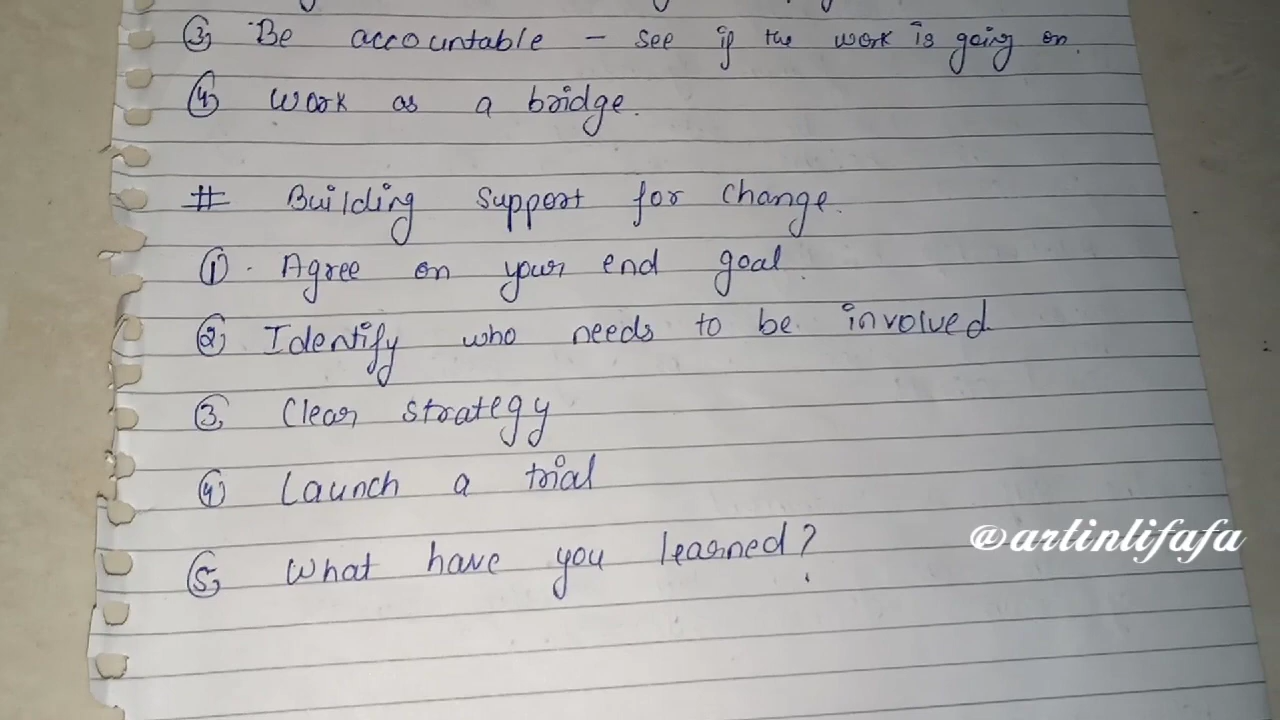 ③ Be accountable - see if the work is going on.
④ Work as a bridge.
# Building support for change.
① Agree on your end goal.
② Identify who needs to be involved
③ Clear strategy
④ Launch a trial
⑤ What have you learned?
@artinlifafa